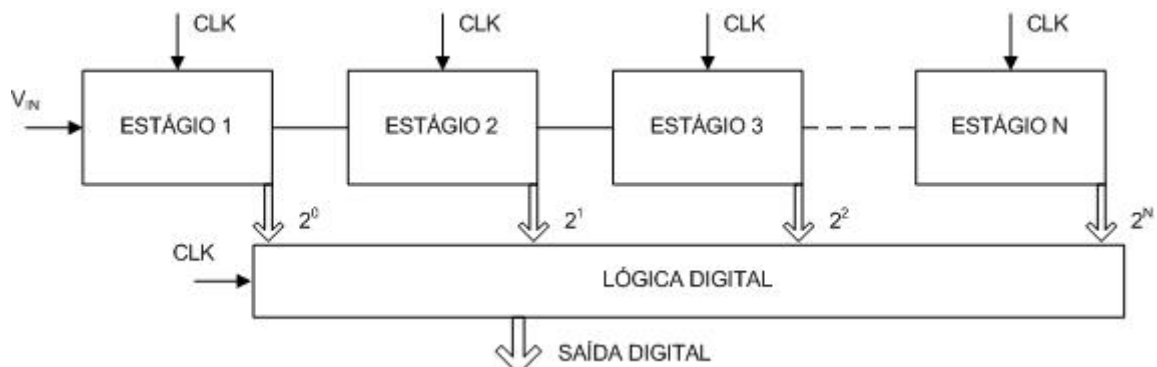 CLK CLK CLK CLK
V_IN ESTÁGIO 1 ESTÁGIO 2 ESTÁGIO 3 ESTÁGIO N
2⁰ 2¹ 2² 2ᴺ
CLK LÓGICA DIGITAL
SAÍDA DIGITAL